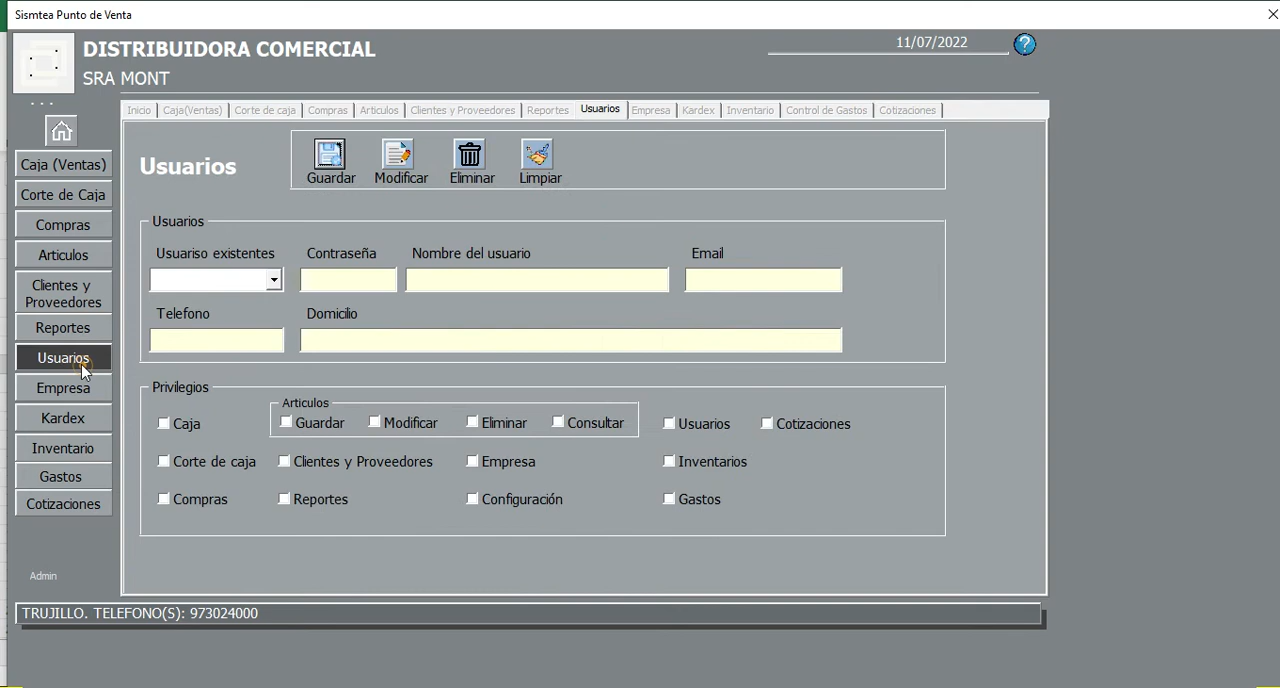 Sismtea Punto de Venta
DISTRIBUIDORA COMERCIAL
SRA MONT
11/07/2022
?
Inicio Caja(Ventas) Corte de caja Compras Articulos Clientes y Proveedores Reportes Usuarios Empresa Kardex Inventario Control de Gastos Cotizaciones
Caja (Ventas)
Corte de Caja
Compras
Articulos
Clientes y
Proveedores
Reportes
Usuarios
Empresa
Kardex
Inventario
Gastos
Cotizaciones
Admin
Usuarios
Guardar Modificar Eliminar Limpiar
Usuarios
Usuariso existentes Contraseña Nombre del usuario Email
Telefono Domicilio
Privilegios
Articulos
Caja Guardar Modificar Eliminar Consultar Usuarios Cotizaciones
Corte de caja Clientes y Proveedores Empresa Inventarios
Compras Reportes Configuración Gastos
TRUJILLO. TELEFONO(S): 973024000